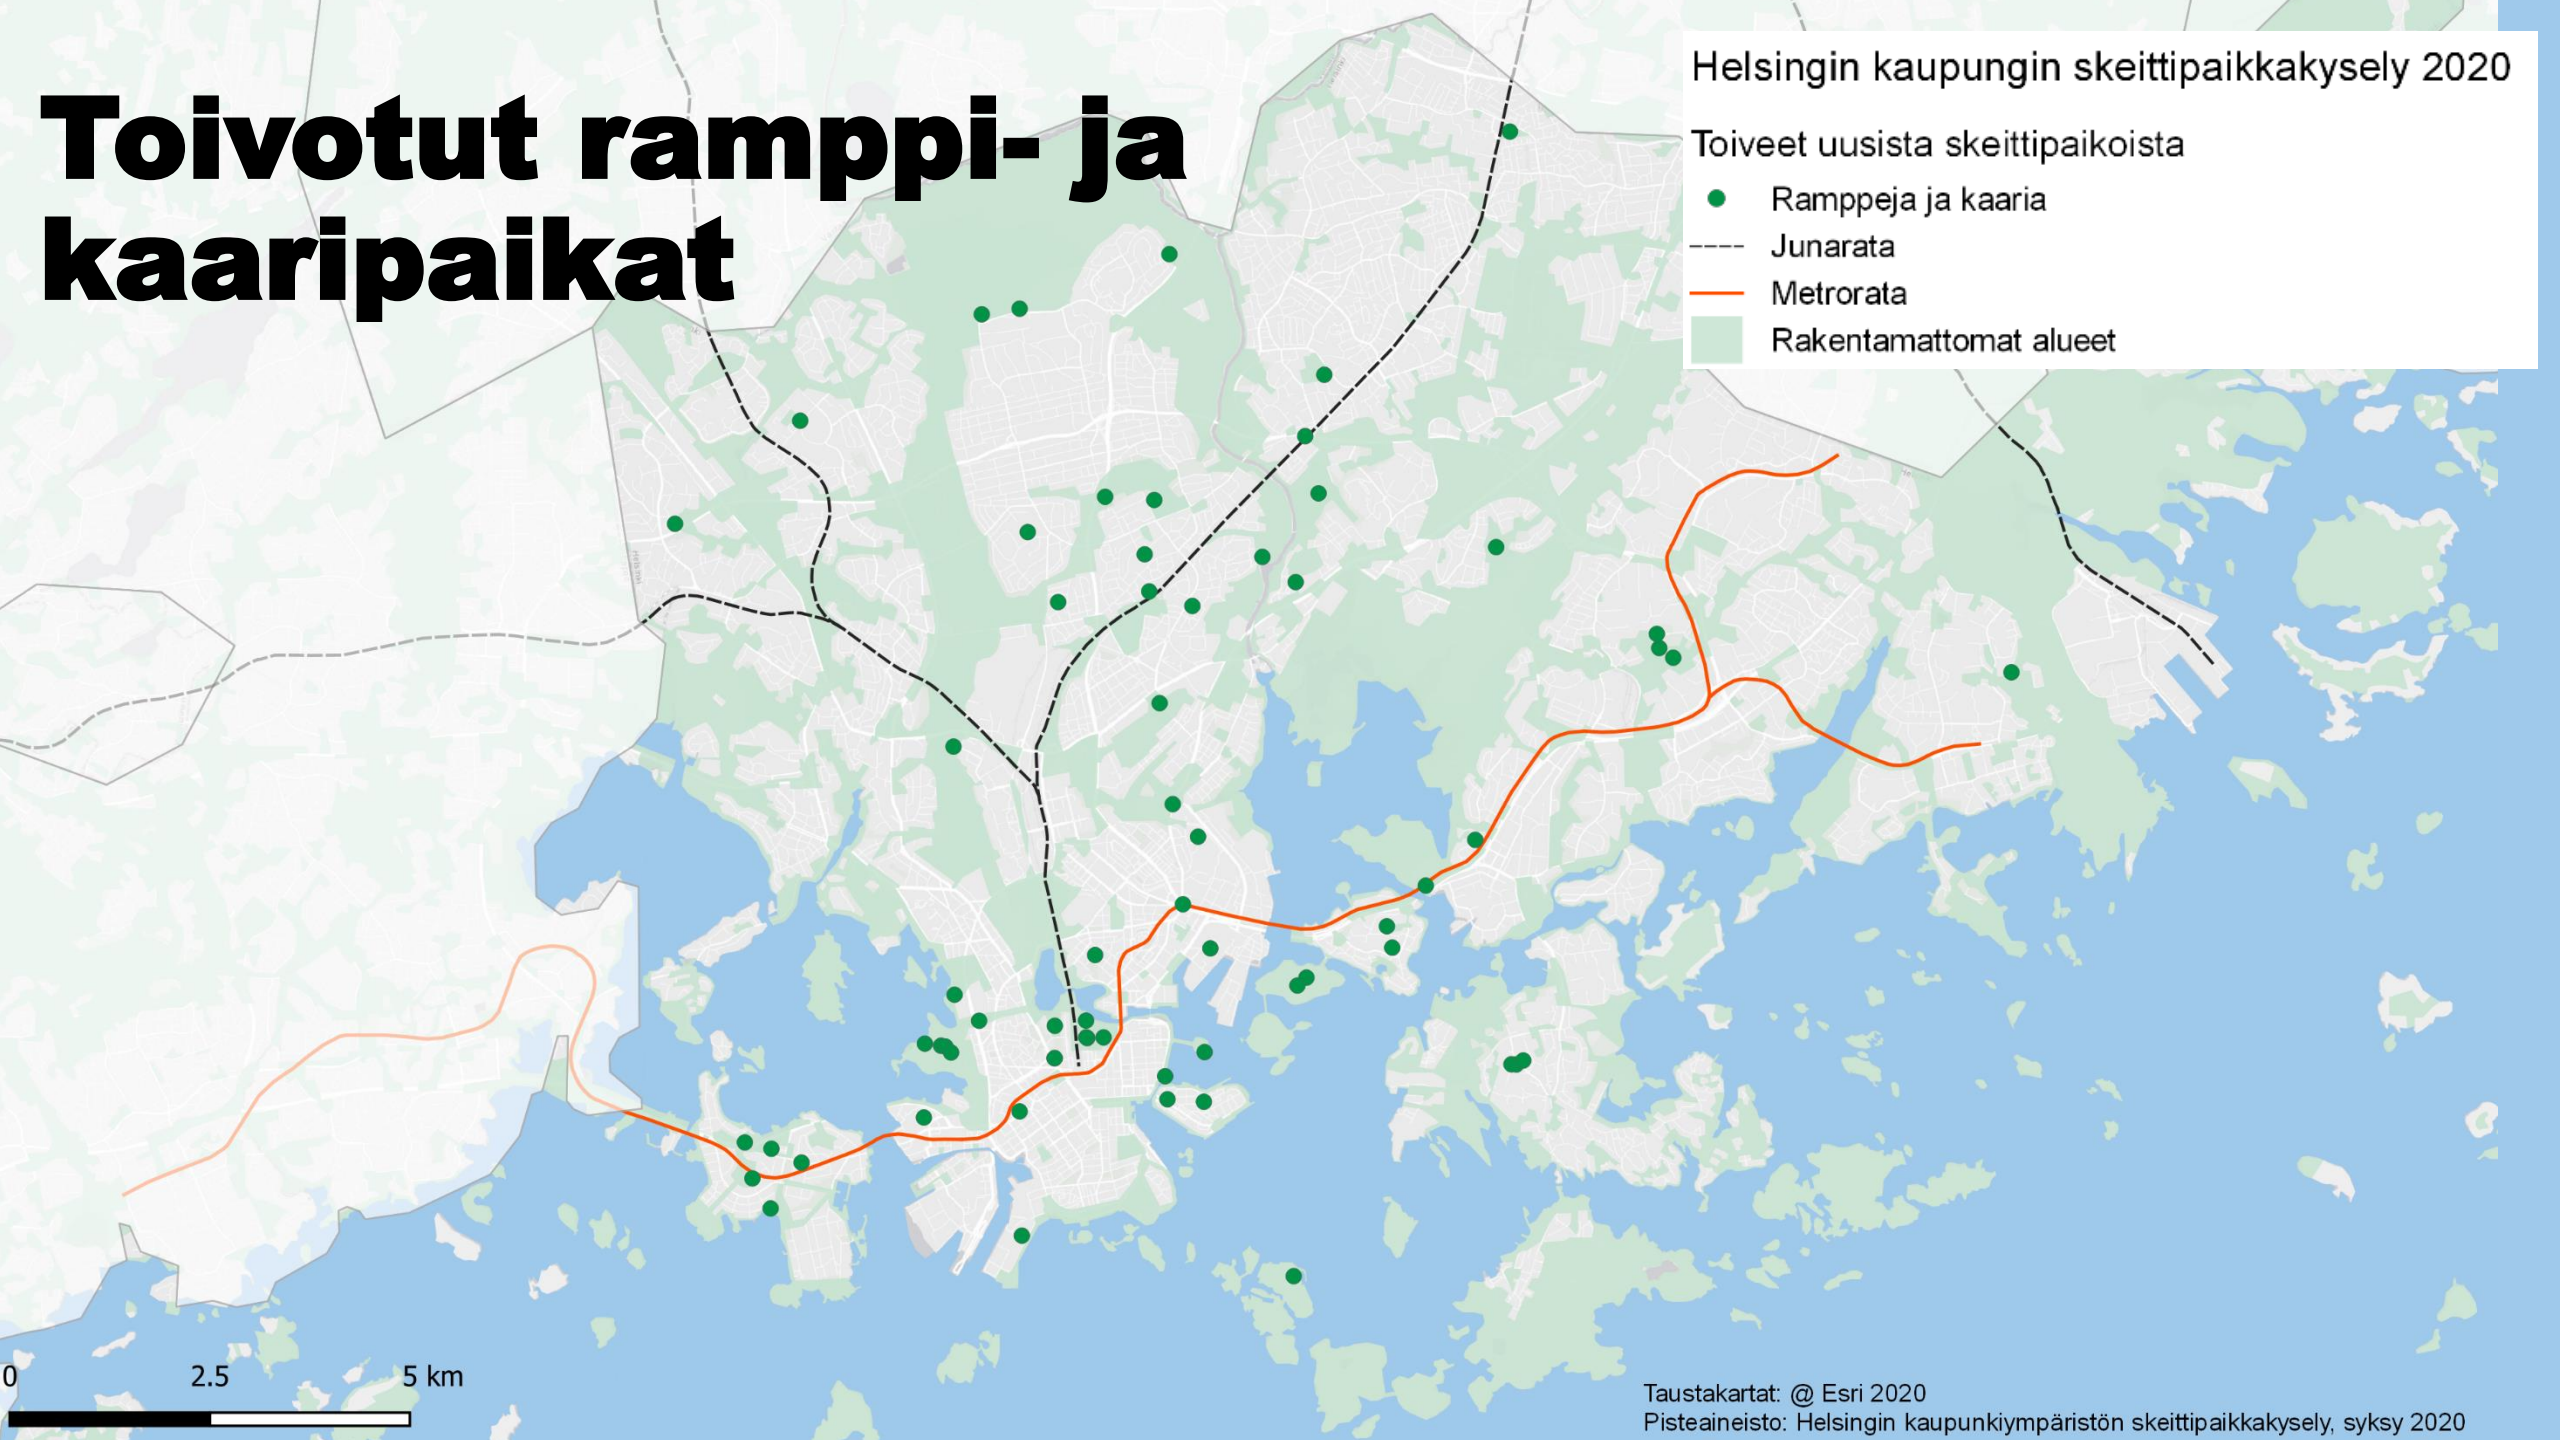 Toivotut ramppi- ja
kaaripaikat
Helsingin kaupungin skeittipaikkakysely 2020
Toiveet uusista skeittipaikoista
Ramppeja ja kaaria
Junarata
Metrorata
Rakentamattomat alueet
0 2.5 5 km
Taustakartat: @ Esri 2020
Pisteaineisto: Helsingin kaupunkiympäristön skeittipaikkakysely, syksy 2020